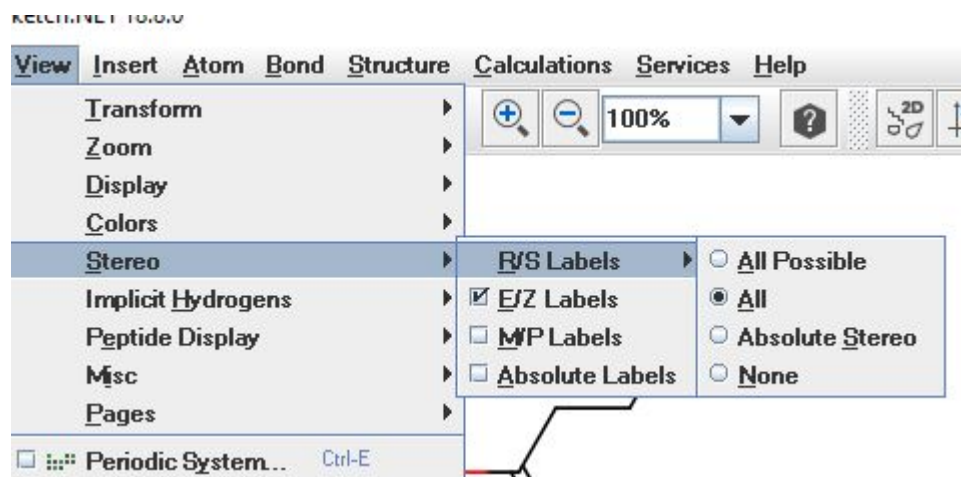 View Insert Atom Bond Structure Calculations Services Help
Transform
Zoom
Display
Colors
Stereo
Implicit Hydrogens
Peptide Display
Misc
Pages
Periodic System... Ctrl-E
100%
2D
R/S Labels
E/Z Labels
M/P Labels
Absolute Labels
All Possible
All
Absolute Stereo
None